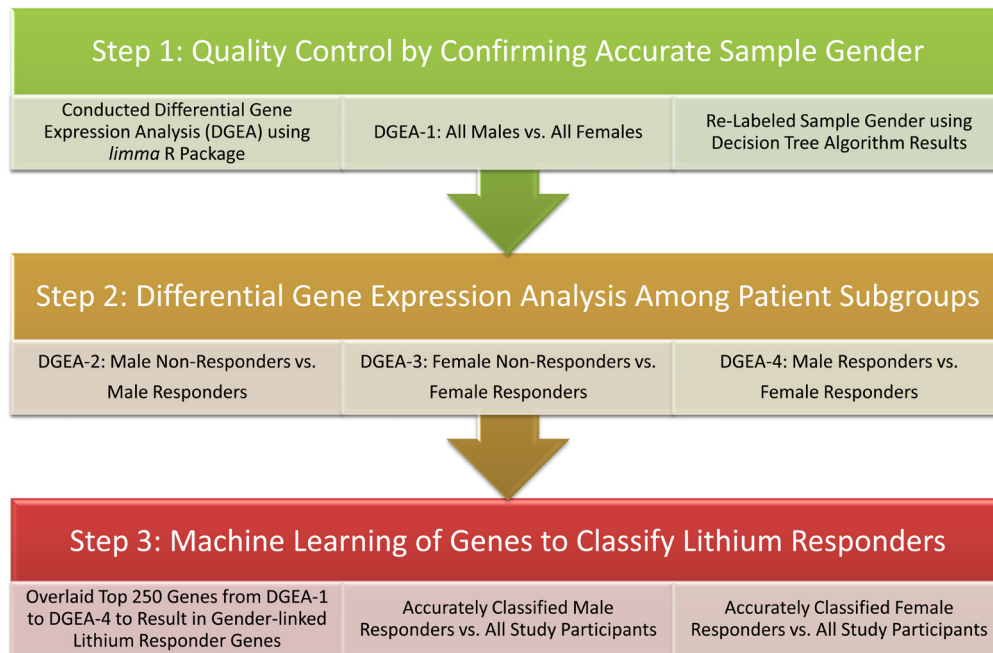 Step 1: Quality Control by Confirming Accurate Sample Gender
Conducted Differential Gene
Expression Analysis (DGEA) using
limma R Package
DGEA-1: All Males vs. All Females
Re-Labeled Sample Gender using
Decision Tree Algorithm Results
Step 2: Differential Gene Expression Analysis Among Patient Subgroups
DGEA-2: Male Non-Responders vs.
Male Responders
DGEA-3: Female Non-Responders vs.
Female Responders
DGEA-4: Male Responders vs.
Female Responders
Step 3: Machine Learning of Genes to Classify Lithium Responders
Overlaid Top 250 Genes from DGEA-1
to DGEA-4 to Result in Gender-linked
Lithium Responder Genes
Accurately Classified Male
Responders vs. All Study Participants
Accurately Classified Female
Responders vs. All Study Participants